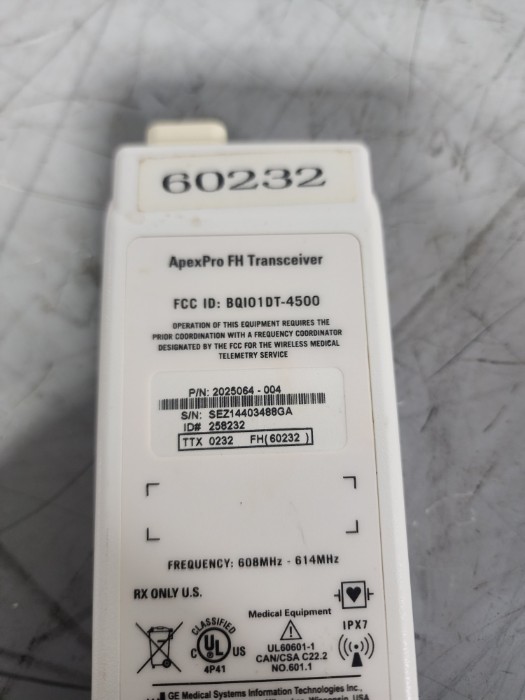 60232
ApexPro FH Transceiver
FCC ID: BQI01DT-4500
OPERATION OF THIS EQUIPMENT REQUIRES THE
PRIOR COORDINATION WITH A FREQUENCY COORDINATOR
DESIGNATED BY THE FCC FOR THE WIRELESS MEDICAL
TELEMETRY SERVICE
P/N: 2025064-004
S/N: SEZ14403488GA
ID# 258232
TTX 0232 FH(60232)
FREQUENCY: 608MHz - 614MHz
RX ONLY U.S.
CLASSIFIED
C UL US
4P41
Medical Equipment
UL60601-1
CAN/CSA C22.2
NO.601.1
IPX7
GE Medical Systems Information Technologies Inc.,
Wisconsin, USA